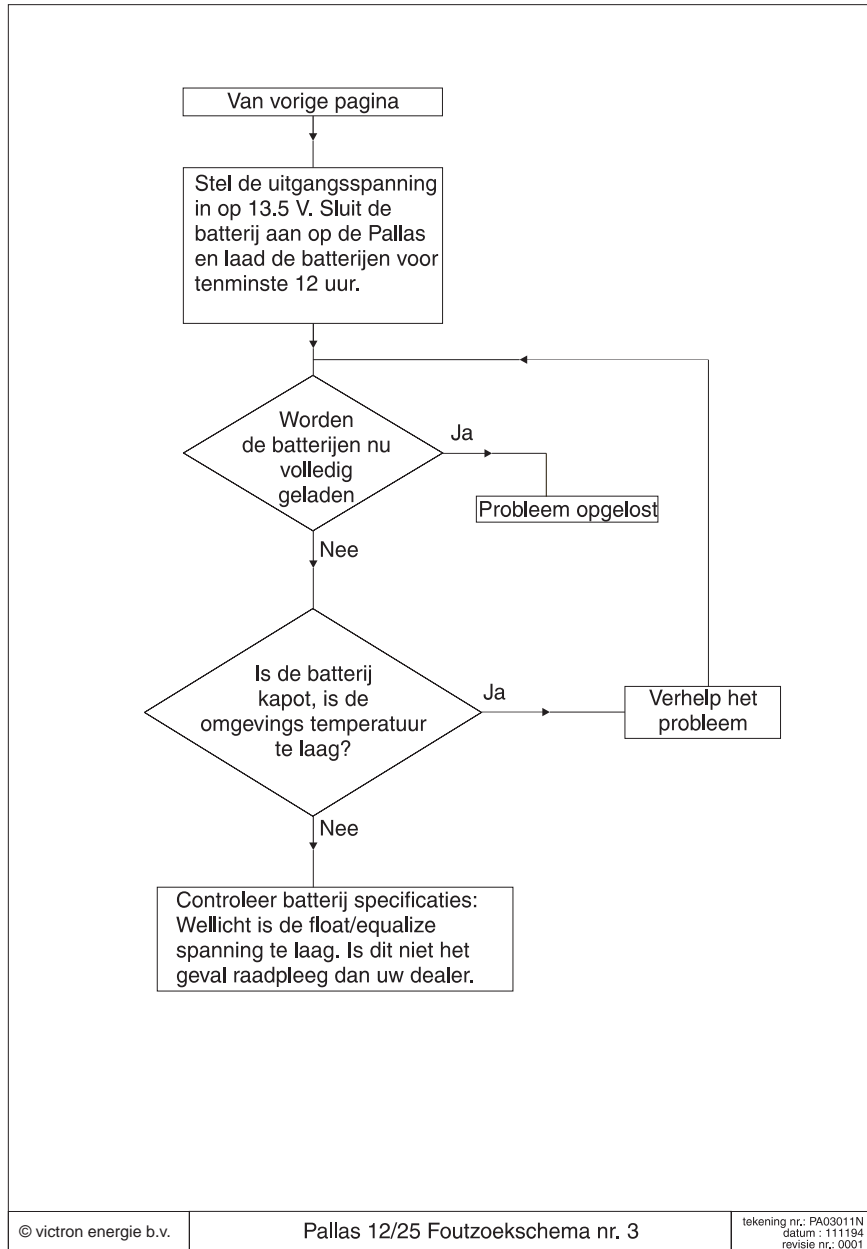 Van vorige pagina
Stel de uitgangsspanning
in op 13.5 V. Sluit de
batterij aan op de Pallas
en laad de batterijen voor
tenminste 12 uur.
Worden
de batterijen nu
volledig
geladen
Ja
Probleem opgelost
Nee
Is de batterij
kapot, is de
omgevings temperatuur
te laag?
Ja
Verhelp het
probleem
Nee
Controleer batterij specificaties:
Wellicht is de float/equalize
spanning te laag. Is dit niet het
geval raadpleeg dan uw dealer.
© victron energie b.v.
Pallas 12/25 Foutzoekschema nr. 3
tekening nr.: PA03011N
datum : 111194
revisie nr.: 0001